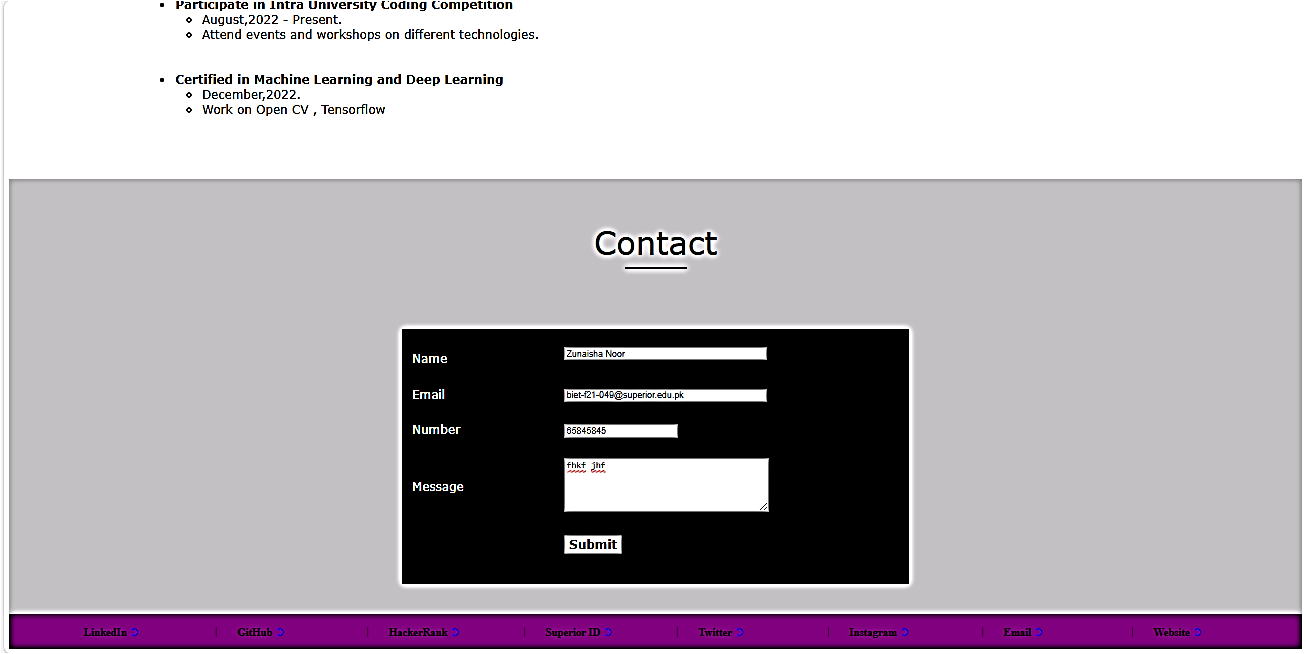 Participate in Intra University Coding Competition
August,2022 - Present.
Attend events and workshops on different technologies.
Certified in Machine Learning and Deep Learning
December,2022.
Work on Open CV , Tensorflow
Contact
Name Zunaisha Noor
Email biet-f21-049@superior.edu.pk
Number 65845845
Message fhkf jhf
Submit
LinkedIn | GitHub | HackerRank | Superior ID | Twitter | Instagram | Email | Website